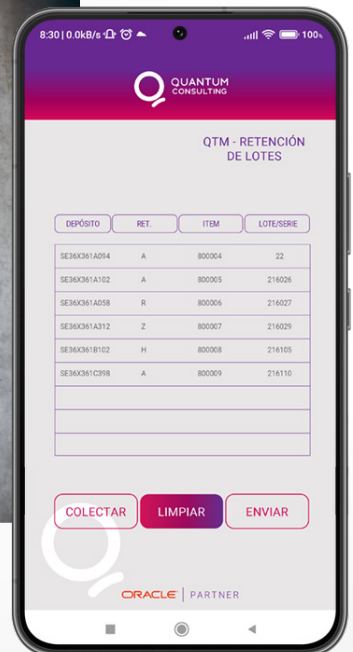 8:30 | 0.0kB/s 100%
QUANTUM
CONSULTING
QTM - RETENCIÓN
DE LOTES
DEPÓSITO RET. ITEM LOTE/SERIE
SE36X361A094 A 800004 22
SE36X361A102 A 800005 216026
SE36X361A058 R 800006 216027
SE36X361A312 Z 800007 216029
SE36X361B102 H 800008 216105
SE36X361C398 A 800009 216110
COLECTAR LIMPIAR ENVIAR
ORACLE | PARTNER